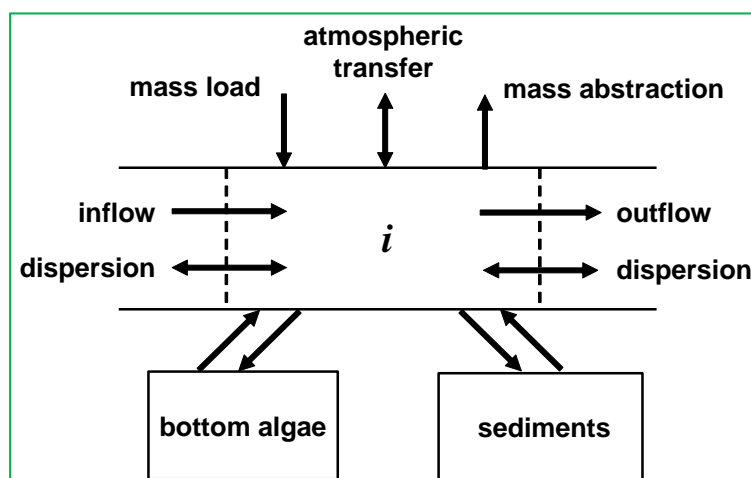 atmospheric
transfer
mass load
mass abstraction
inflow
i
outflow
dispersion
dispersion
bottom algae
sediments